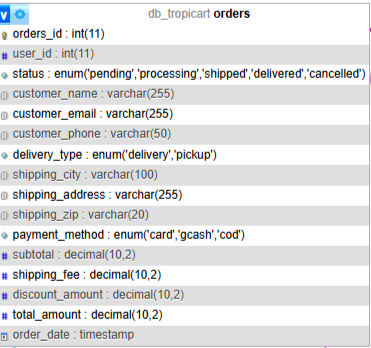 v db_tropicart orders
orders_id : int(11)
# user_id : int(11)
status : enum('pending','processing','shipped','delivered','cancelled')
customer_name : varchar(255)
customer_email : varchar(255)
customer_phone : varchar(50)
delivery_type : enum('delivery','pickup')
shipping_city : varchar(100)
shipping_address : varchar(255)
shipping_zip : varchar(20)
payment_method : enum('card','gcash','cod')
# subtotal : decimal(10,2)
# shipping_fee : decimal(10,2)
# discount_amount : decimal(10,2)
# total_amount : decimal(10,2)
order_date : timestamp